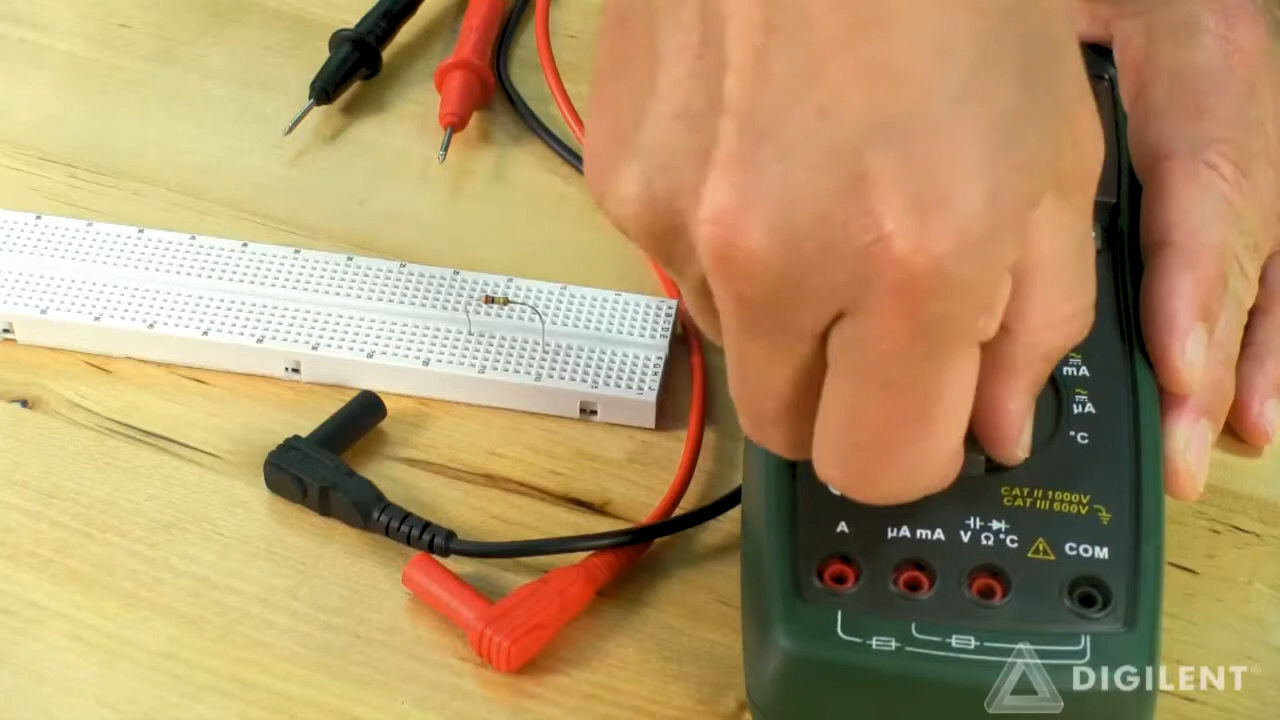 mA
µA
°C
CAT II 1000V
CAT III 600V
A
µA mA
V Ω °C
COM
DIGILENT